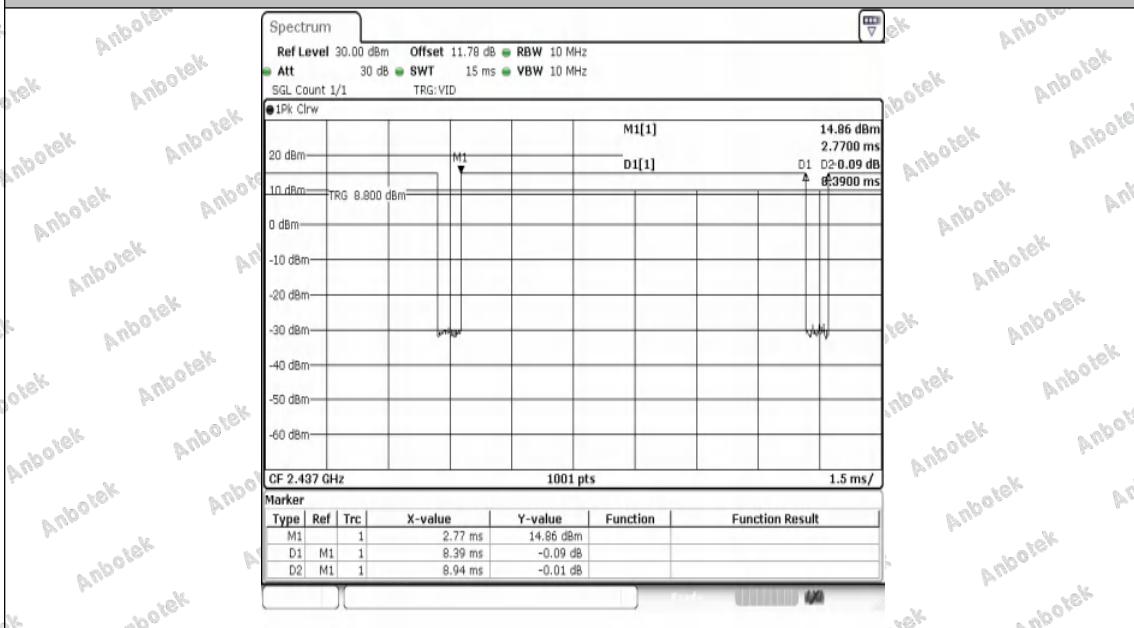 Spectrum
Ref Level 30.00 dBm Offset 11.78 dB RBW 10 MHz
Att 30 dB SWT 15 ms VBW 10 MHz
SGL Count 1/1 TRG:VID
1Pk Clrw
M1[1] 14.86 dBm
2.7700 ms
20 dBm
M1
D1[1] D1 D2 -0.09 dB
8.3900 ms
10 dBm
TRG 8.800 dBm
0 dBm
-10 dBm
-20 dBm
-30 dBm
-40 dBm
-50 dBm
-60 dBm
CF 2.437 GHz 1001 pts 1.5 ms/
Marker
Type Ref Trc X-value Y-value Function Function Result
M1 1 2.77 ms 14.86 dBm
D1 M1 1 8.39 ms -0.09 dB
D2 M1 1 8.94 ms -0.01 dB
Anbotek